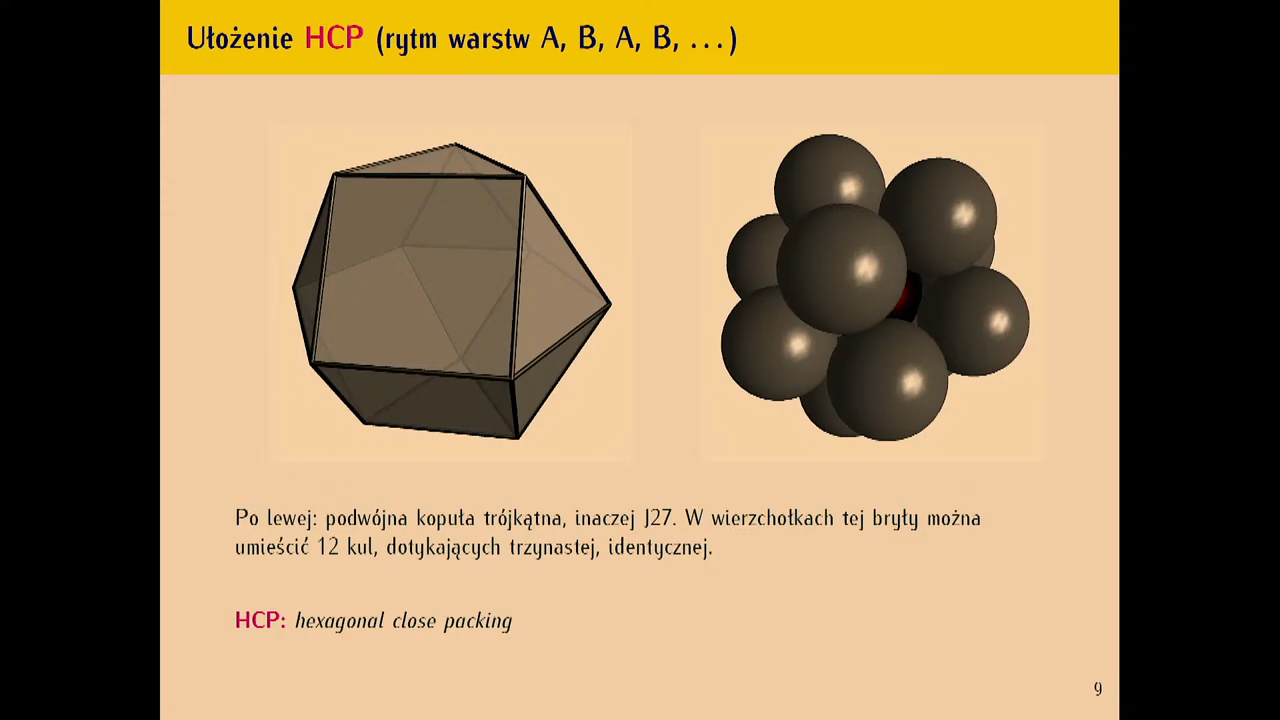 Ułożenie HCP (rytm warstw A, B, A, B, ...)
Po lewej: podwójna kopuła trójkątna, inaczej J27. W wierzchołkach tej bryły można
umieścić 12 kul, dotykających trzynastej, identycznej.
HCP: hexagonal close packing
9